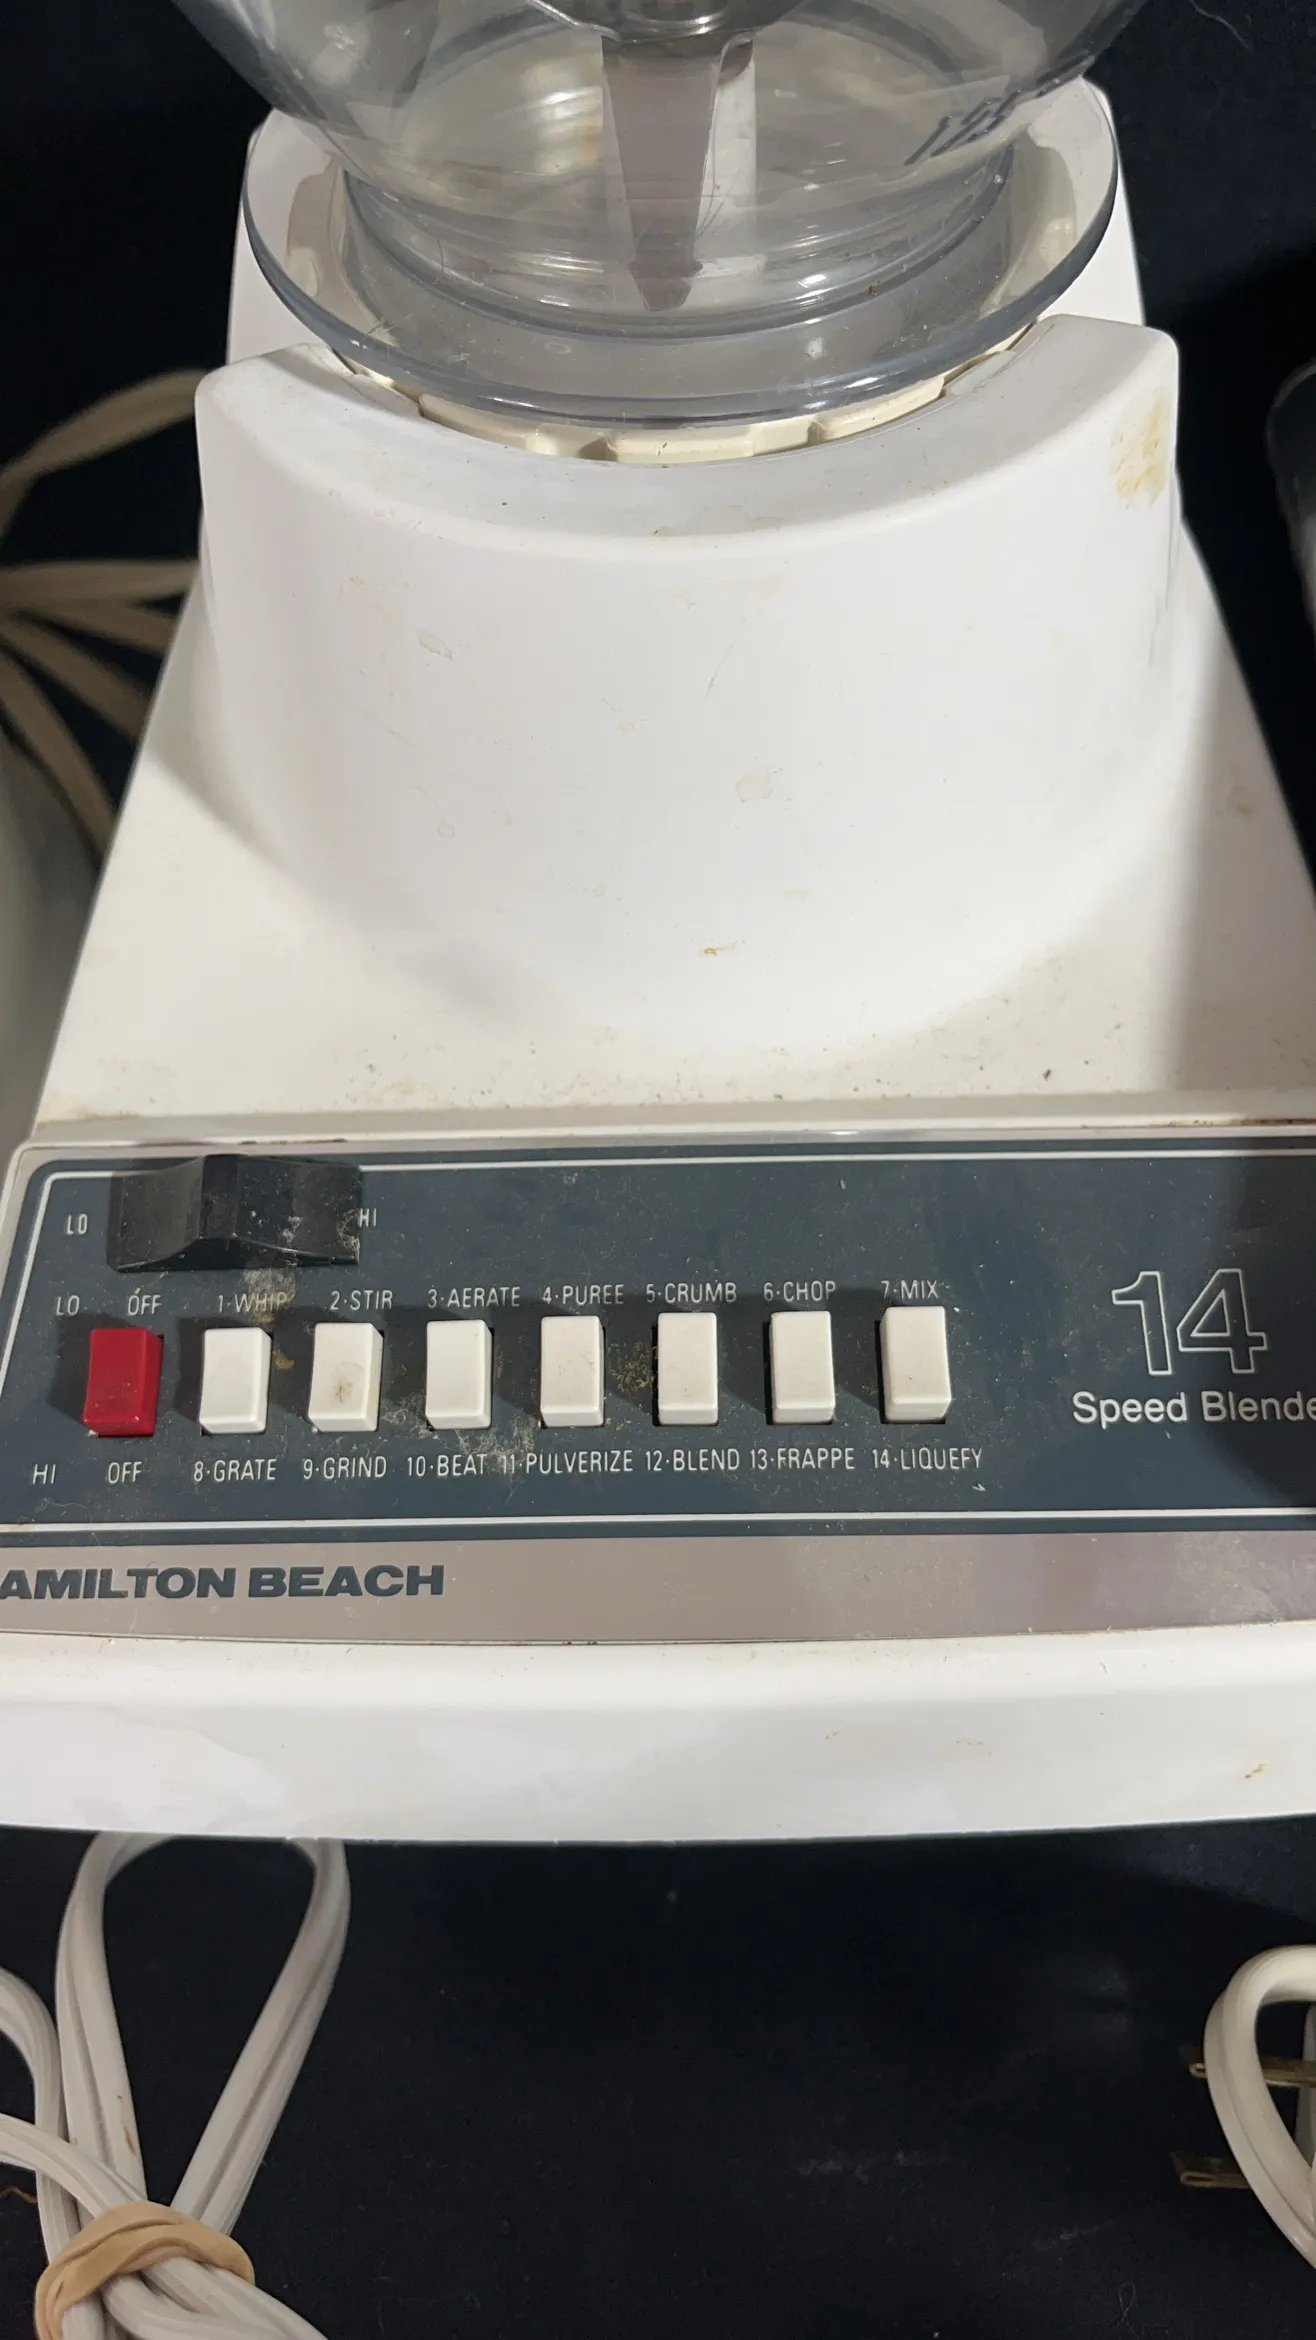 LO HI
LO OFF 1·WHIP 2·STIR 3·AERATE 4·PUREE 5·CRUMB 6·CHOP 7·MIX
HI OFF 8·GRATE 9·GRIND 10·BEAT 11·PULVERIZE 12·BLEND 13·FRAPPE 14·LIQUEFY
14
Speed Blende
AMILTON BEACH